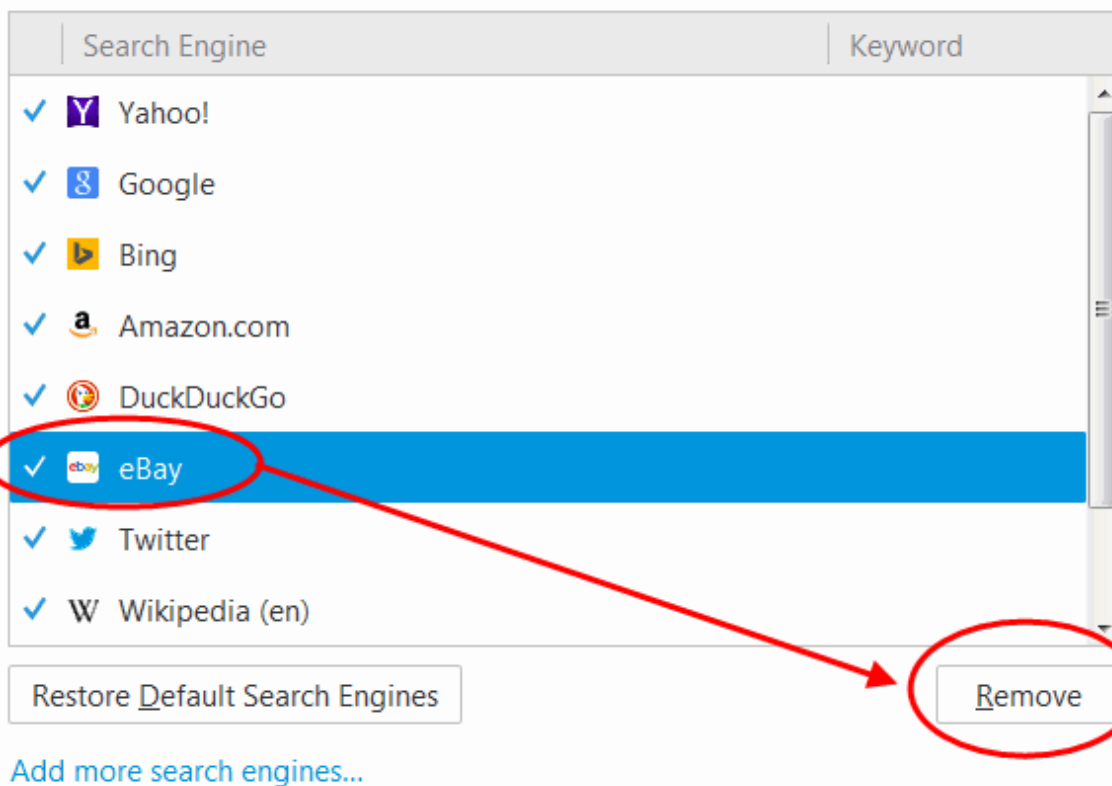 Search Engine Keyword
Yahoo!
Google
Bing
Amazon.com
DuckDuckGo
eBay
Twitter
Wikipedia (en)
Restore Default Search Engines Remove
Add more search engines...